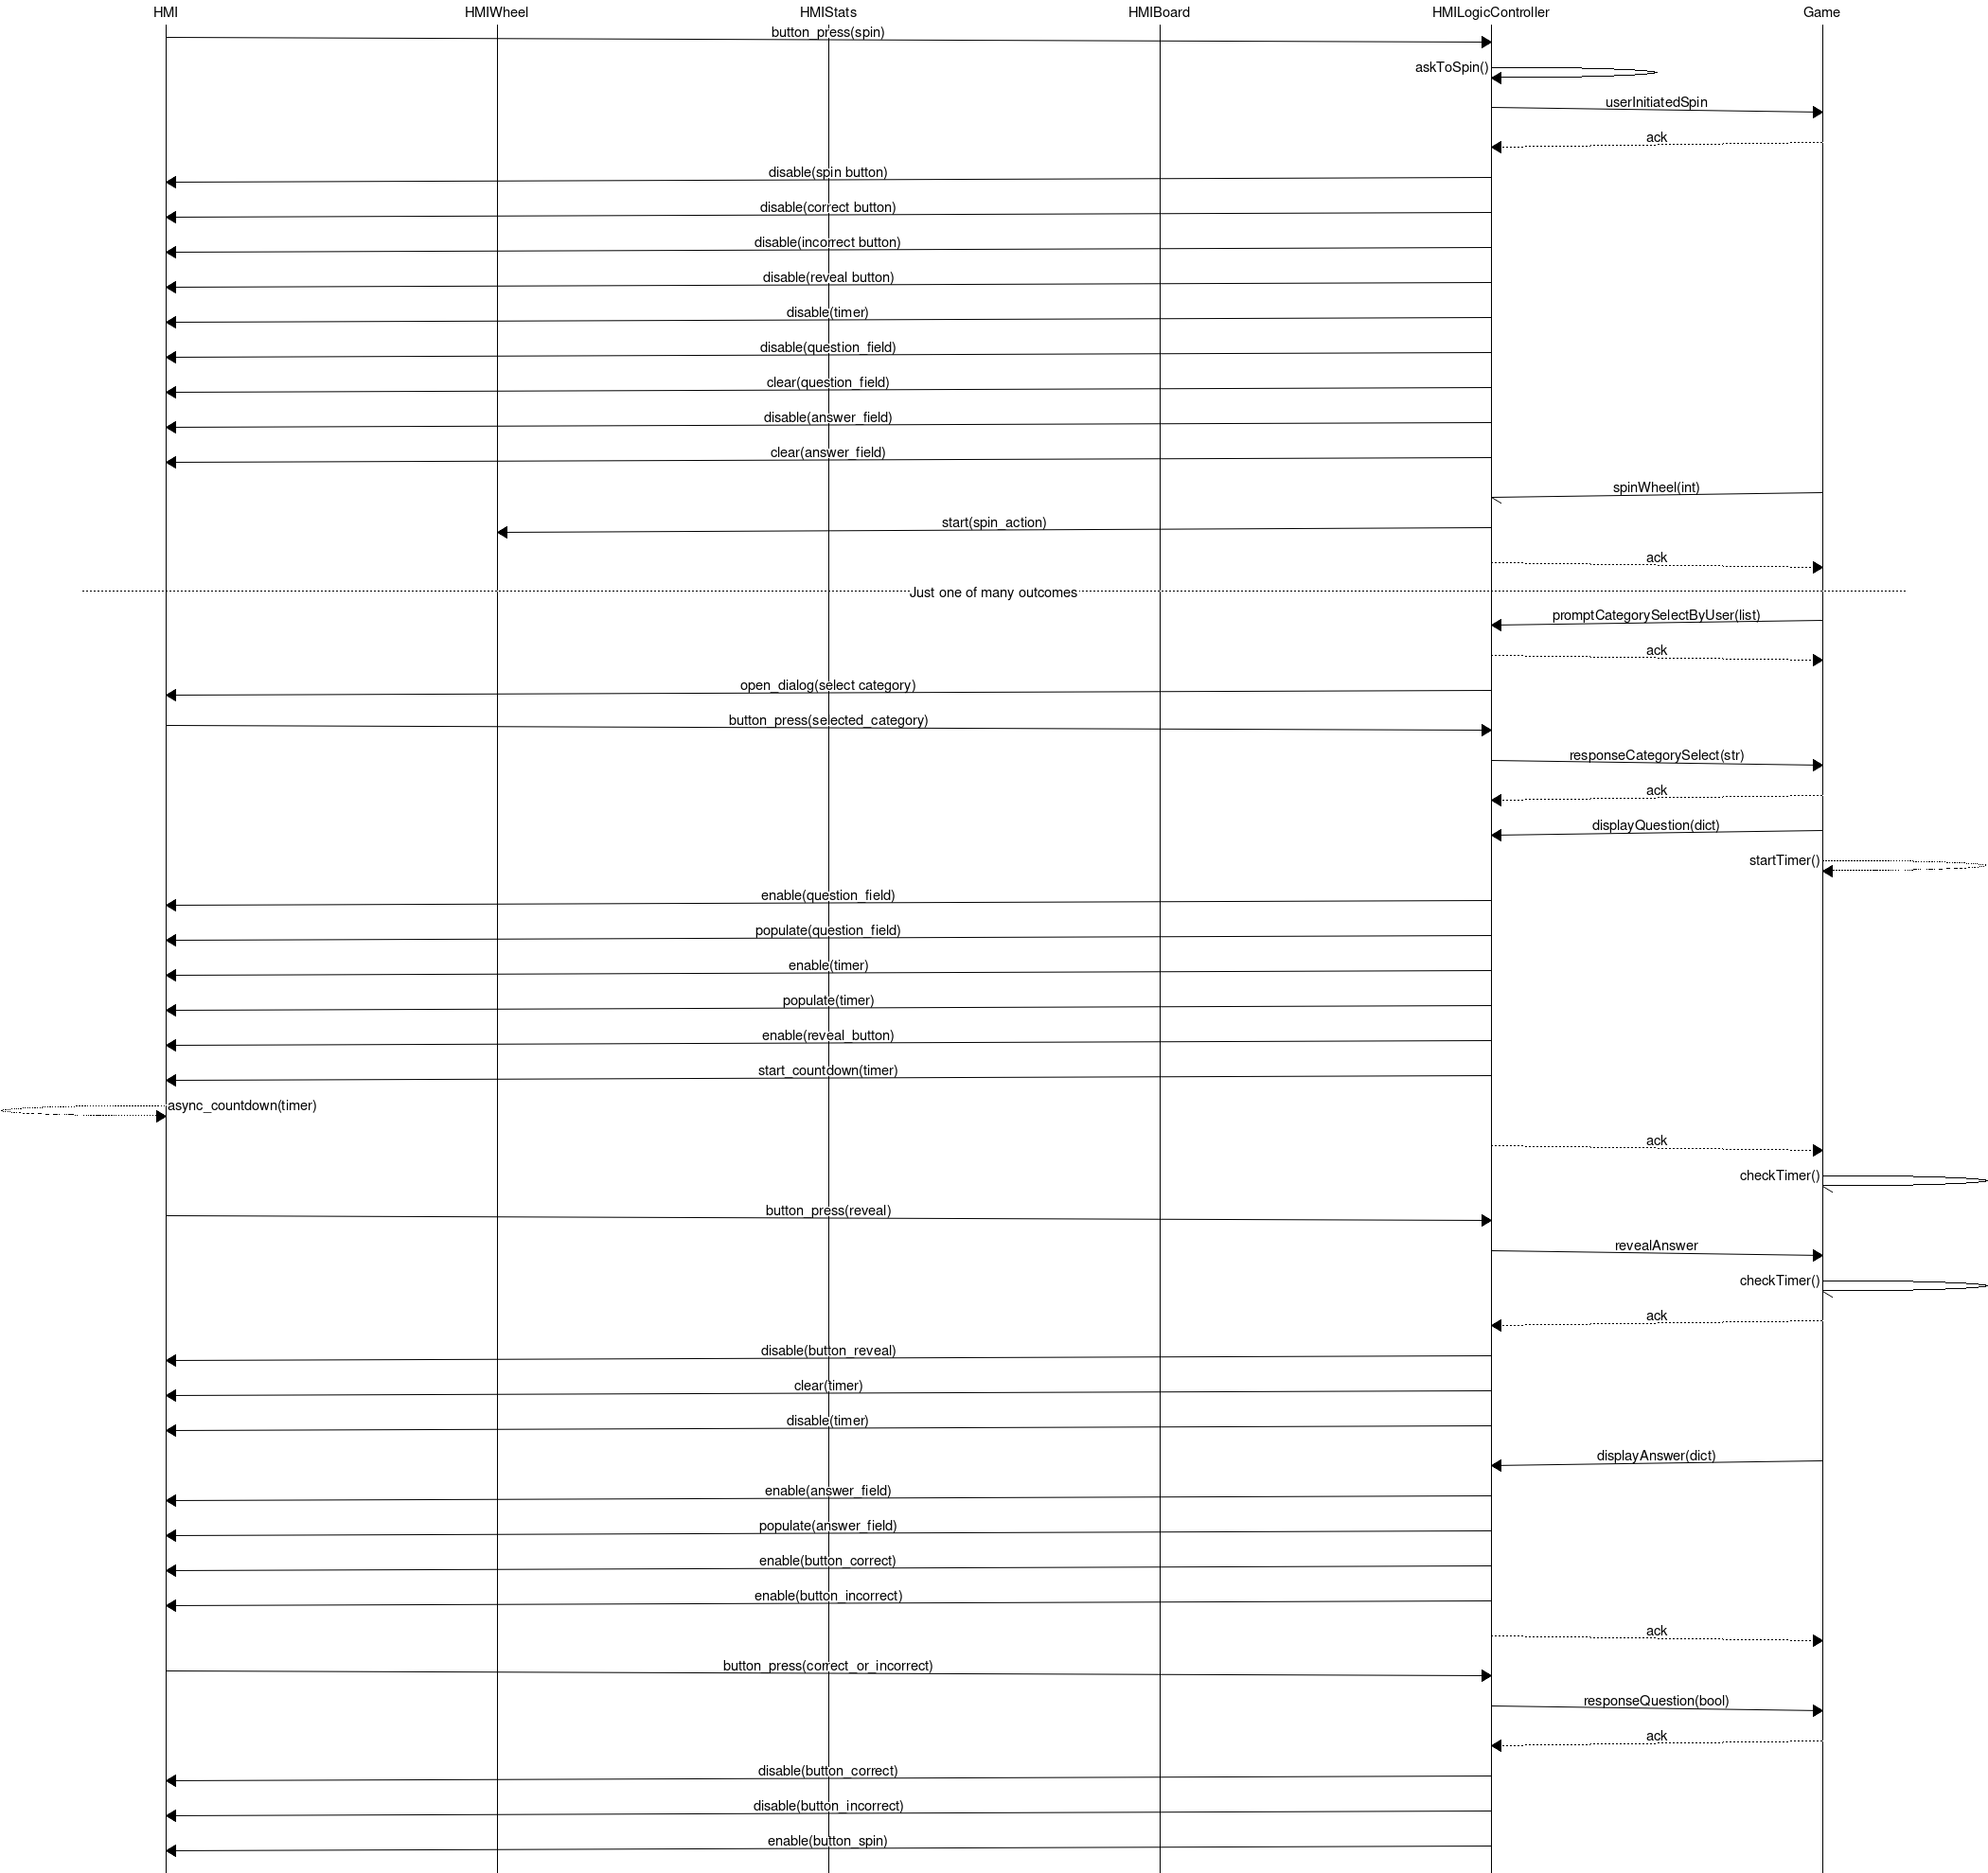 HMI HMIWheel HMIStats HMIBoard HMILogicController Game
button_press(spin)
askToSpin()
userInitiatedSpin
ack
disable(spin button)
disable(correct button)
disable(incorrect button)
disable(reveal button)
disable(timer)
disable(question_field)
clear(question_field)
disable(answer_field)
clear(answer_field)
spinWheel(int)
start(spin_action)
ack
Just one of many outcomes
promptCategorySelectByUser(list)
ack
open_dialog(select category)
button_press(selected_category)
responseCategorySelect(str)
ack
displayQuestion(dict)
startTimer()
enable(question_field)
populate(question_field)
enable(timer)
populate(timer)
enable(reveal_button)
start_countdown(timer)
async_countdown(timer)
ack
checkTimer()
button_press(reveal)
revealAnswer
checkTimer()
ack
disable(button_reveal)
clear(timer)
disable(timer)
displayAnswer(dict)
enable(answer_field)
populate(answer_field)
enable(button_correct)
enable(button_incorrect)
ack
button_press(correct_or_incorrect)
responseQuestion(bool)
ack
disable(button_correct)
disable(button_incorrect)
enable(button_spin)